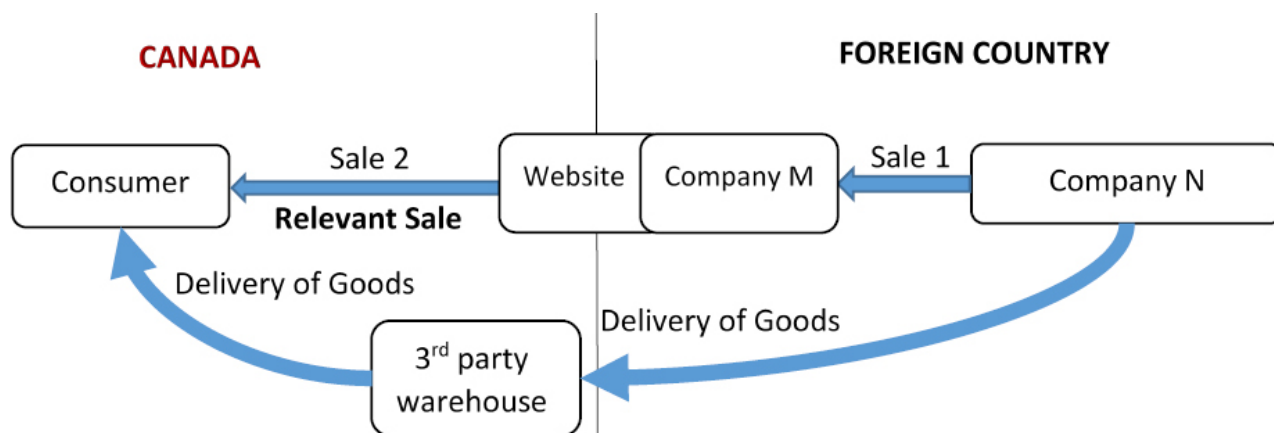 CANADA
FOREIGN COUNTRY
Consumer
Sale 2
Relevant Sale
Website
Company M
Sale 1
Company N
Delivery of Goods
Delivery of Goods
3rd party
warehouse